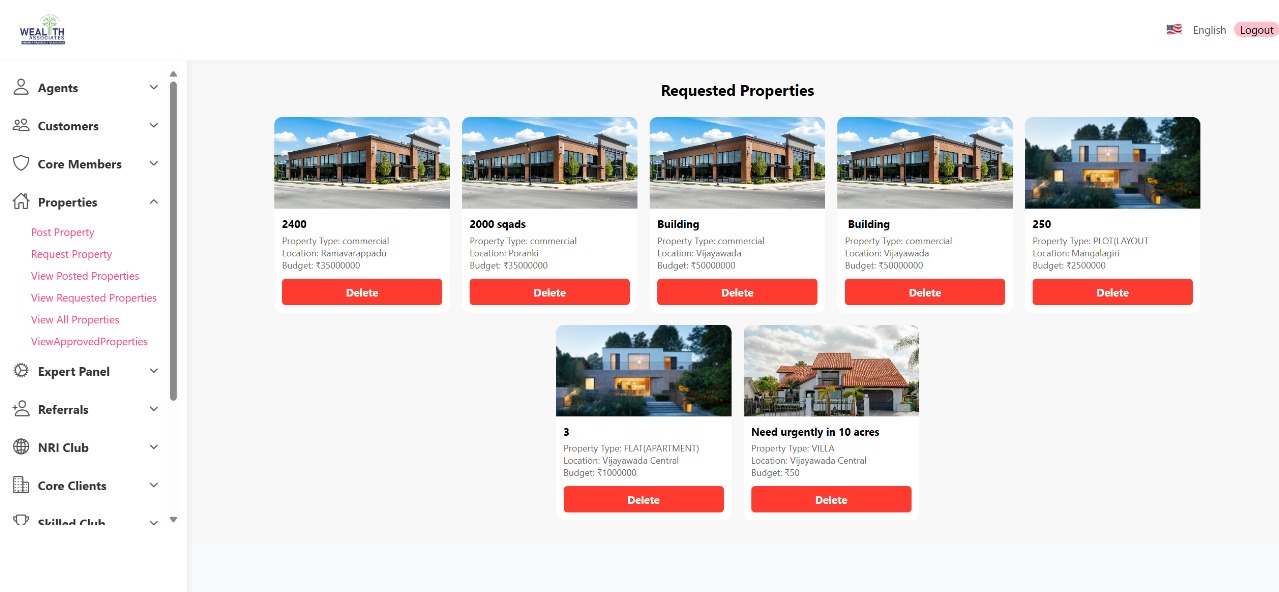 WEALTH
ASSOCIATES
English
Logout
Agents
Customers
Core Members
Properties
Post Property
Request Property
View Posted Properties
View Requested Properties
View All Properties
ViewApprovedProperties
Expert Panel
Referrals
NRI Club
Core Clients
Skilled Club
Requested Properties
2400
Property Type: commercial
Location: Ramavarappadu
Budget: ₹35000000
Delete
2000 sqads
Property Type: commercial
Location: Poranki
Budget: ₹35000000
Delete
Building
Property Type: commercial
Location: Vijayawada
Budget: ₹50000000
Delete
Building
Property Type: commercial
Location: Vijayawada
Budget: ₹50000000
Delete
250
Property Type: PLOT(LAYOUT
Location: Mangalagiri
Budget: ₹2500000
Delete
3
Property Type: FLAT(APARTMENT)
Location: Vijayawada Central
Budget: ₹1000000
Delete
Need urgently in 10 acres
Property Type: VILLA
Location: Vijayawada Central
Budget: ₹50
Delete